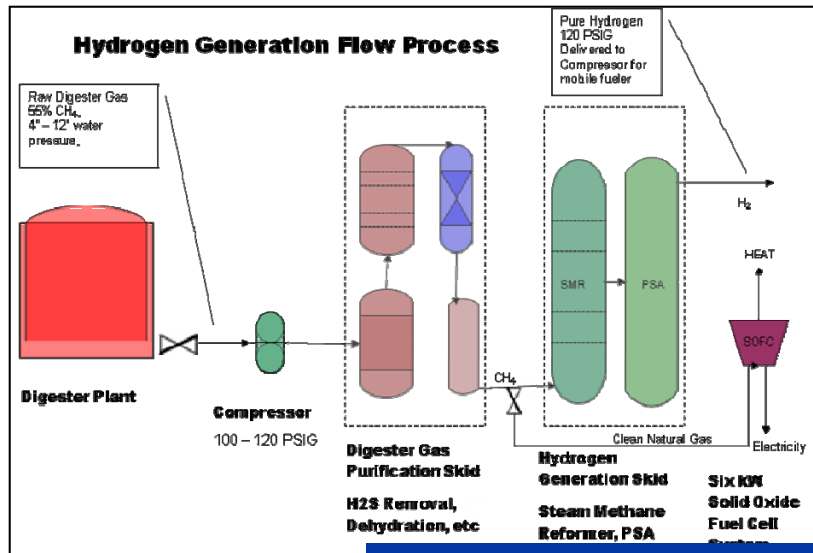 Hydrogen Generation Flow Process
Pure Hydrogen
120 PSIG
Delivered to
Compressor for
mobile fueler
Raw Digester Gas
55% CH4.
4" – 12" water
pressure.
H2
HEAT
SMR
PSA
SOFC
CH4
Digester Plant
Compressor
100 – 120 PSIG
Clean Natural Gas
Electricity
Digester Gas
Purification Skid
H2S Removal,
Dehydration, etc
Hydrogen
Generation Skid
Steam Methane
Reformer, PSA
Six kW
Solid Oxide
Fuel Cell
System